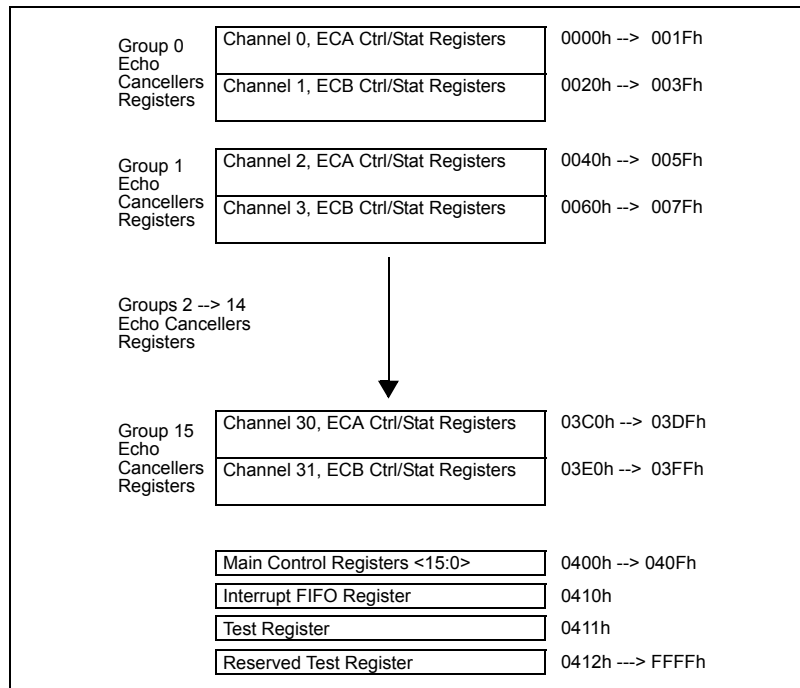 Group 0
Echo
Cancellers
Registers
Channel 0, ECA Ctrl/Stat Registers
0000h --> 001Fh
Channel 1, ECB Ctrl/Stat Registers
0020h --> 003Fh
Group 1
Echo
Cancellers
Registers
Channel 2, ECA Ctrl/Stat Registers
0040h --> 005Fh
Channel 3, ECB Ctrl/Stat Registers
0060h --> 007Fh
Groups 2 --> 14
Echo Cancellers
Registers
Group 15
Echo
Cancellers
Registers
Channel 30, ECA Ctrl/Stat Registers
03C0h --> 03DFh
Channel 31, ECB Ctrl/Stat Registers
03E0h --> 03FFh
Main Control Registers <15:0>
0400h --> 040Fh
Interrupt FIFO Register
0410h
Test Register
0411h
Reserved Test Register
0412h ---> FFFFh